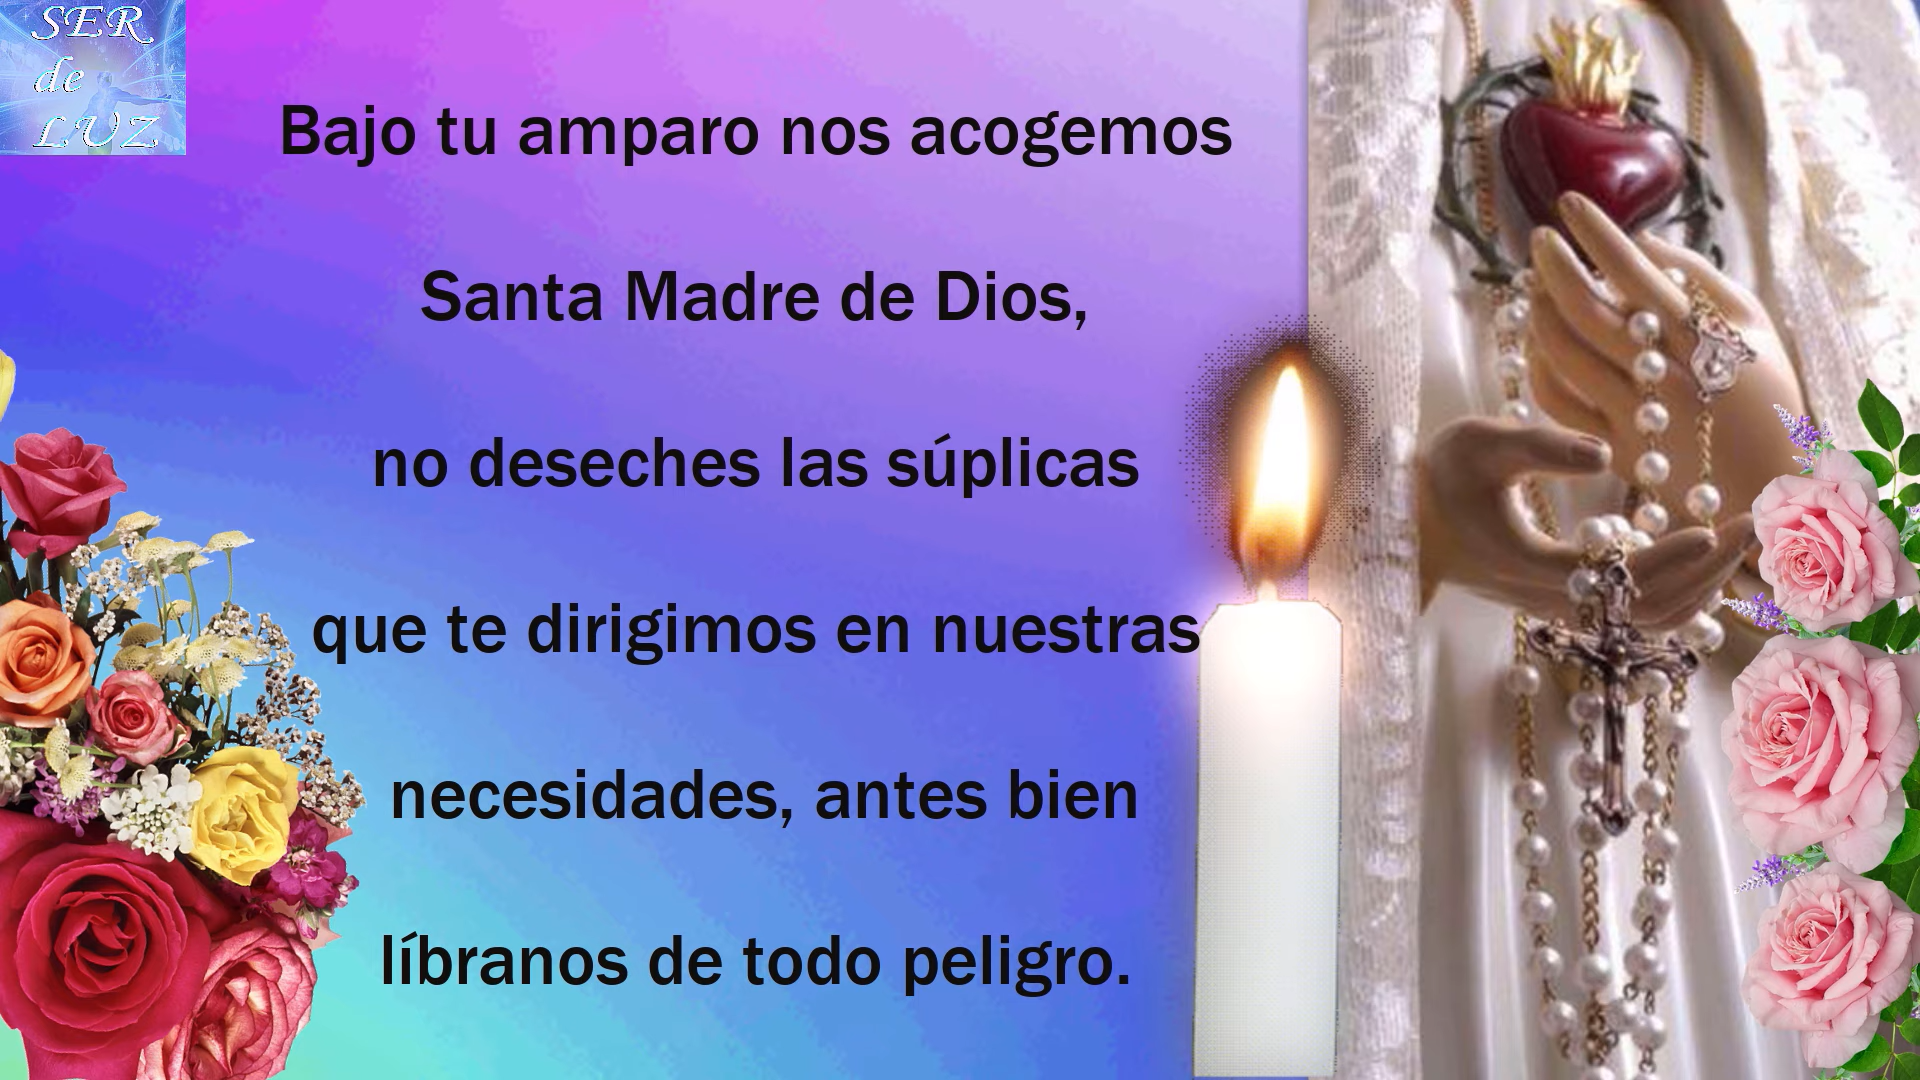 SER
de
LUZ
Bajo tu amparo nos acogemos
Santa Madre de Dios,
no deseches las súplicas
que te dirigimos en nuestras
necesidades, antes bien
líbranos de todo peligro.